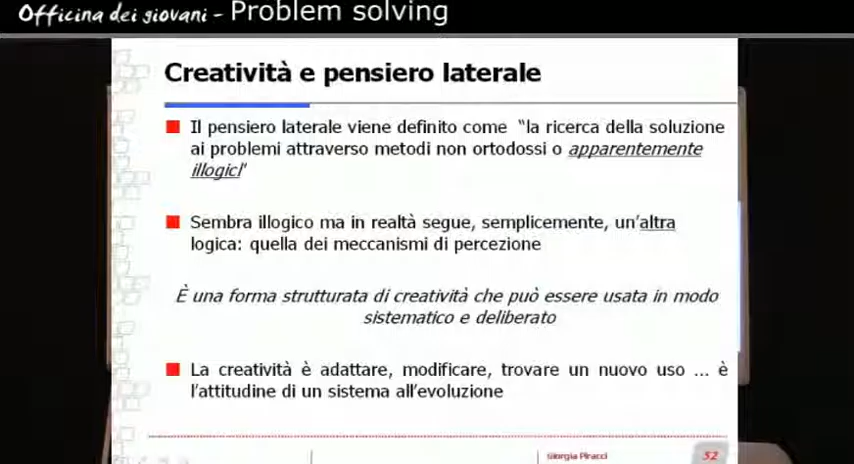 Officina dei giovani - Problem solving
Creatività e pensiero laterale
Il pensiero laterale viene definito come "la ricerca della soluzione
ai problemi attraverso metodi non ortodossi o apparentemente
illogici"
Sembra illogico ma in realtà segue, semplicemente, un'altra
logica: quella dei meccanismi di percezione
È una forma strutturata di creatività che può essere usata in modo
sistematico e deliberato
La creatività è adattare, modificare, trovare un nuovo uso ... è
l'attitudine di un sistema all'evoluzione
Giorgia Piracci
52